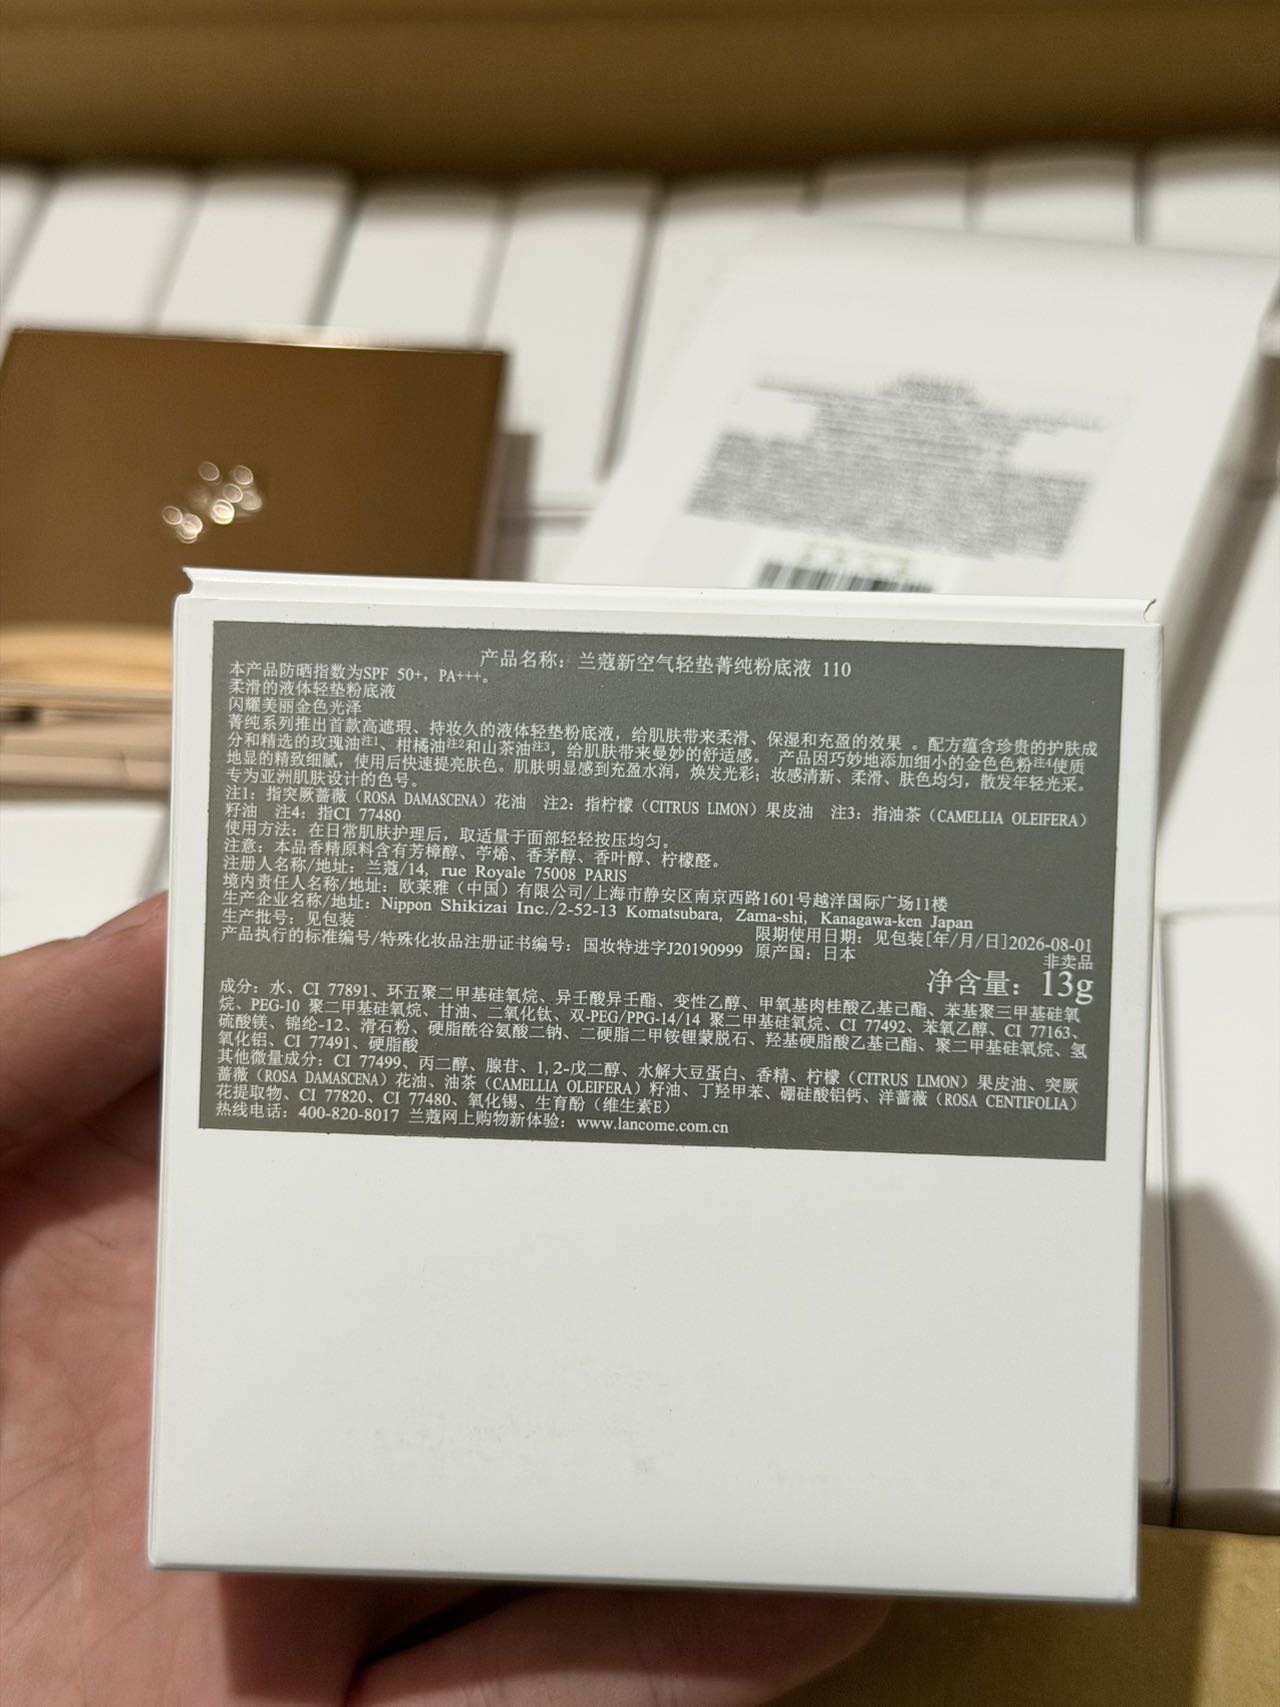 产品名称：兰蔻新空气轻垫菁纯粉底液 110
本产品防晒指数为SPF 50+，PA+++。
柔滑的液体轻垫粉底液
闪耀美丽金色光泽
菁纯系列推出首款高遮瑕、持妆久的液体轻垫粉底液，给肌肤带来柔滑、保湿和充盈的效果 。配方蕴含珍贵的护肤成
分和精选的玫瑰油注1、柑橘油注2和山茶油注3，给肌肤带来曼妙的舒适感。 产品因巧妙地添加细小的金色色粉注4使质
地显的精致细腻，使用后快速提亮肤色。肌肤明显感到充盈水润，焕发光彩；妆感清新、柔滑、肤色均匀，散发年轻光采。
专为亚洲肌肤设计的色号。
注1：指突厥蔷薇（ROSA DAMASCENA）花油 注2：指柠檬（CITRUS LIMON）果皮油 注3：指油茶（CAMELLIA OLEIFERA）
籽油 注4：指CI 77480
使用方法：在日常肌肤护理后，取适量于面部轻轻按压均匀。
注意：本品香精原料含有芳樟醇、苧烯、香茅醇、香叶醇、柠檬醛。
注册人名称/地址：兰蔻/14, rue Royale 75008 PARIS
境内责任人名称/地址：欧莱雅（中国）有限公司/上海市静安区南京西路1601号越洋国际广场11楼
生产企业名称/地址：Nippon Shikizai Inc./2-52-13 Komatsubara, Zama-shi, Kanagawa-ken Japan
生产批号：见包装 限期使用日期：见包装[年/月/日]2026-08-01
产品执行的标准编号/特殊化妆品注册证书编号：国妆特进字J20190999 原产国：日本
非卖品
净含量：13g
成分：水、CI 77891、环五聚二甲基硅氧烷、异壬酸异壬酯、变性乙醇、甲氧基肉桂酸乙基己酯、苯基聚三甲基硅氧
烷、PEG-10 聚二甲基硅氧烷、甘油、二氧化钛、双-PEG/PPG-14/14 聚二甲基硅氧烷、CI 77492、苯氧乙醇、CI 77163、
硫酸镁、锦纶-12、滑石粉、硬脂酰谷氨酸二钠、二硬脂二甲铵锂蒙脱石、羟基硬脂酸乙基己酯、聚二甲基硅氧烷、氢
氧化铝、CI 77491、硬脂酸
其他微量成分：CI 77499、丙二醇、腺苷、1,2-戊二醇、水解大豆蛋白、香精、柠檬（CITRUS LIMON）果皮油、突厥
蔷薇（ROSA DAMASCENA）花油、油茶（CAMELLIA OLEIFERA）籽油、丁羟甲苯、硼硅酸铝钙、洋蔷薇（ROSA CENTIFOLIA）
花提取物、CI 77820、CI 77480、氧化锡、生育酚（维生素E）
热线电话：400-820-8017 兰蔻网上购物新体验：www.lancome.com.cn